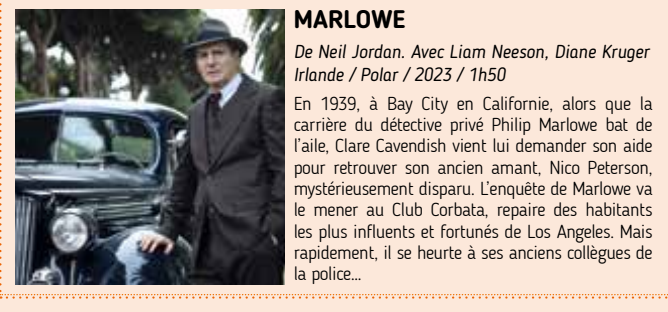 MARLOWE
De Neil Jordan. Avec Liam Neeson, Diane Kruger
Irlande / Polar / 2023 / 1h50
En 1939, à Bay City en Californie, alors que la
carrière du détective privé Philip Marlowe bat de
l'aile, Clare Cavendish vient lui demander son aide
pour retrouver son ancien amant, Nico Peterson,
mystérieusement disparu. L'enquête de Marlowe va
le mener au Club Corbata, repaire des habitants
les plus influents et fortunés de Los Angeles. Mais
rapidement, il se heurte à ses anciens collègues de
la police...